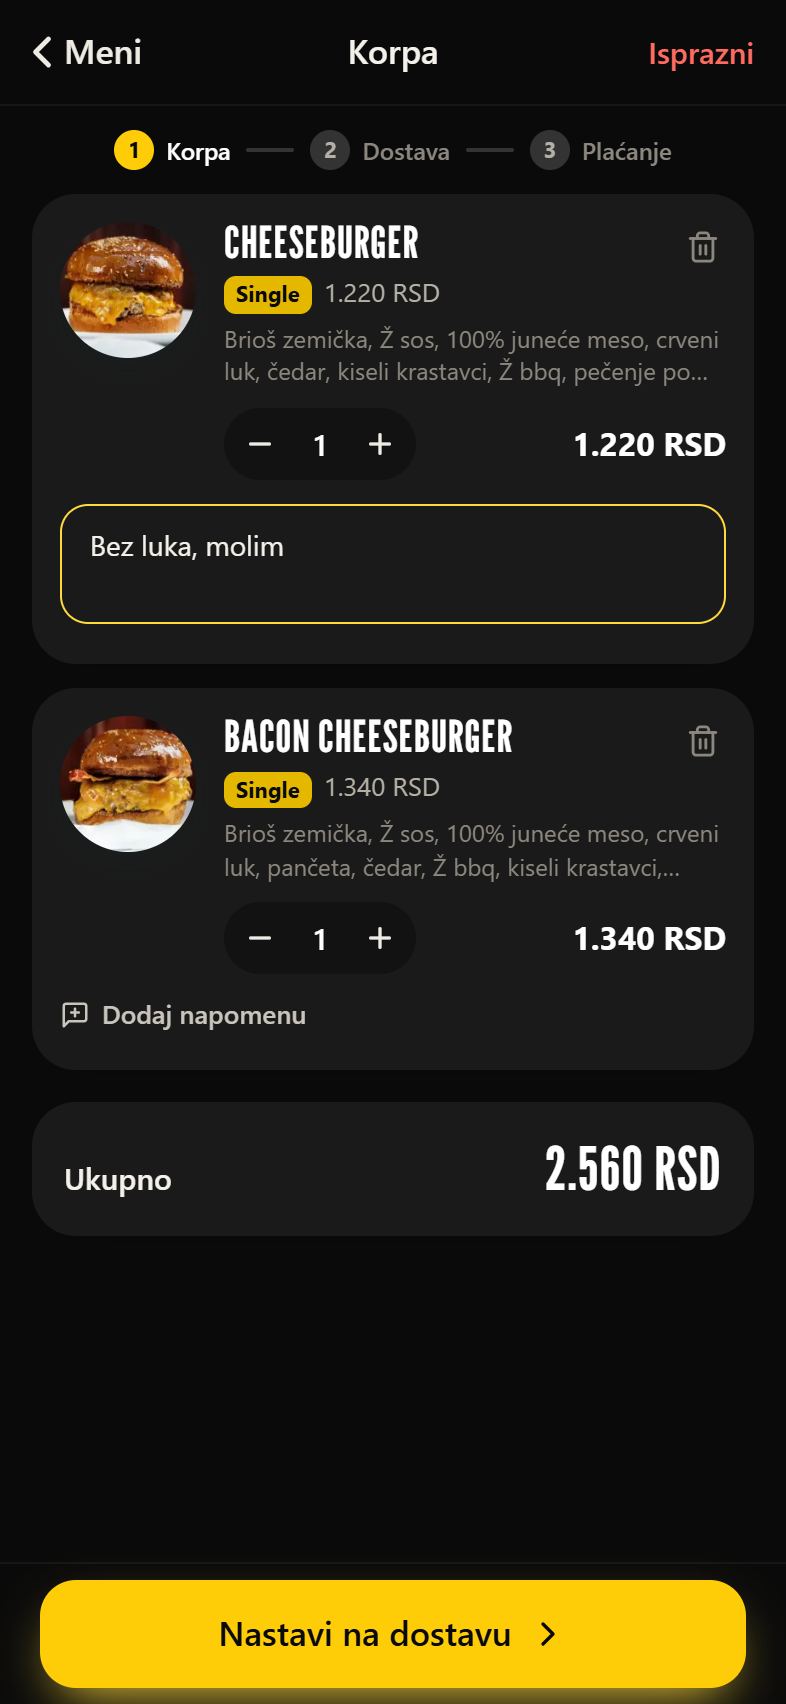 Meni
Korpa
Isprazni
1 Korpa
2 Dostava
3 Plaćanje
CHEESEBURGER
Single 1.220 RSD
Brioš zemička, Ž sos, 100% juneće meso, crveni
luk, čedar, kiseli krastavci, Ž bbq, pečenje po...
− 1 +
1.220 RSD
Bez luka, molim
BACON CHEESEBURGER
Single 1.340 RSD
Brioš zemička, Ž sos, 100% juneće meso, crveni
luk, pančeta, čedar, Ž bbq, kiseli krastavci,...
− 1 +
1.340 RSD
Dodaj napomenu
Ukupno
2.560 RSD
Nastavi na dostavu